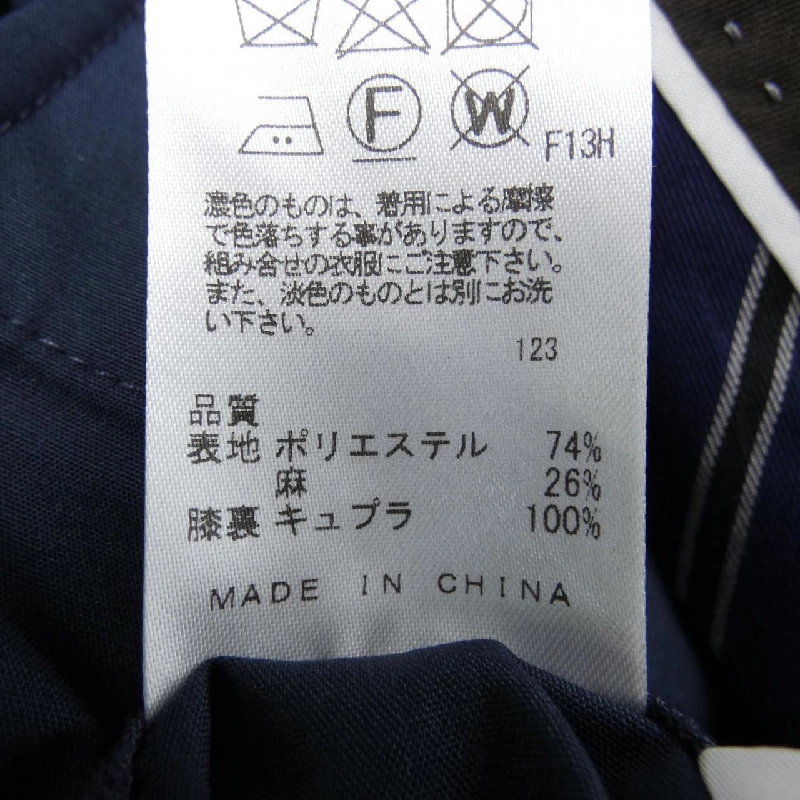 F W F13H
濃色のものは、着用による摩擦
で色落ちする事がありますので、
組み合せの衣服にご注意下さい。
また、淡色のものとは別にお洗
い下さい。
123
品質
表地 ポリエステル 74%
麻 26%
膝裏 キュプラ 100%
MADE IN CHINA